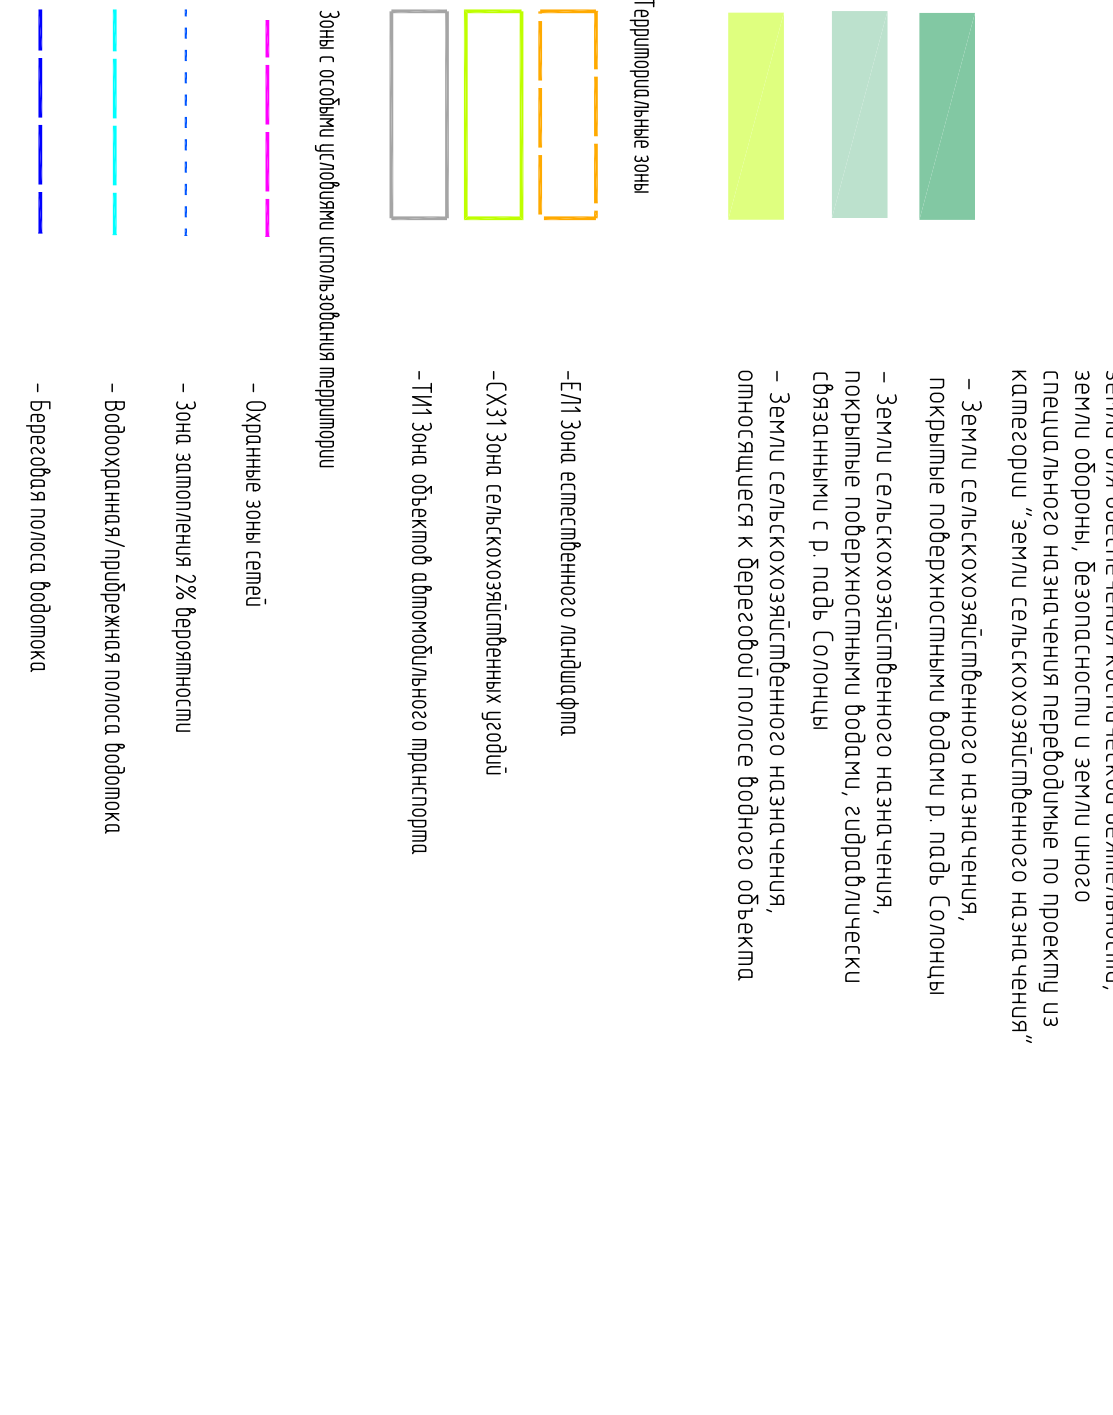 земли обороны, безопасности и земли иного
специального назначения переводимые по проекту из
категории "земли сельскохозяйственного назначения"
- Земли сельскохозяйственного назначения,
покрытые поверхностными водами р. падь Солонцы
- Земли сельскохозяйственного назначения,
покрытые поверхностными водами, гидравлически
связанными с р. падь Солонцы
- Земли сельскохозяйственного назначения,
относящиеся к береговой полосе водного объекта
Территориальные зоны
-ЕЛ1 Зона естественного ландшафта
-СХЗ1 Зона сельскохозяйственных угодий
-ТИ1 Зона объектов автомобильного транспорта
Зоны с особыми условиями использования территории
- Охранные зоны сетей
- Зона затопления 2% вероятности
- Водоохранная/прибрежная полоса водотока
- Береговая полоса водотока